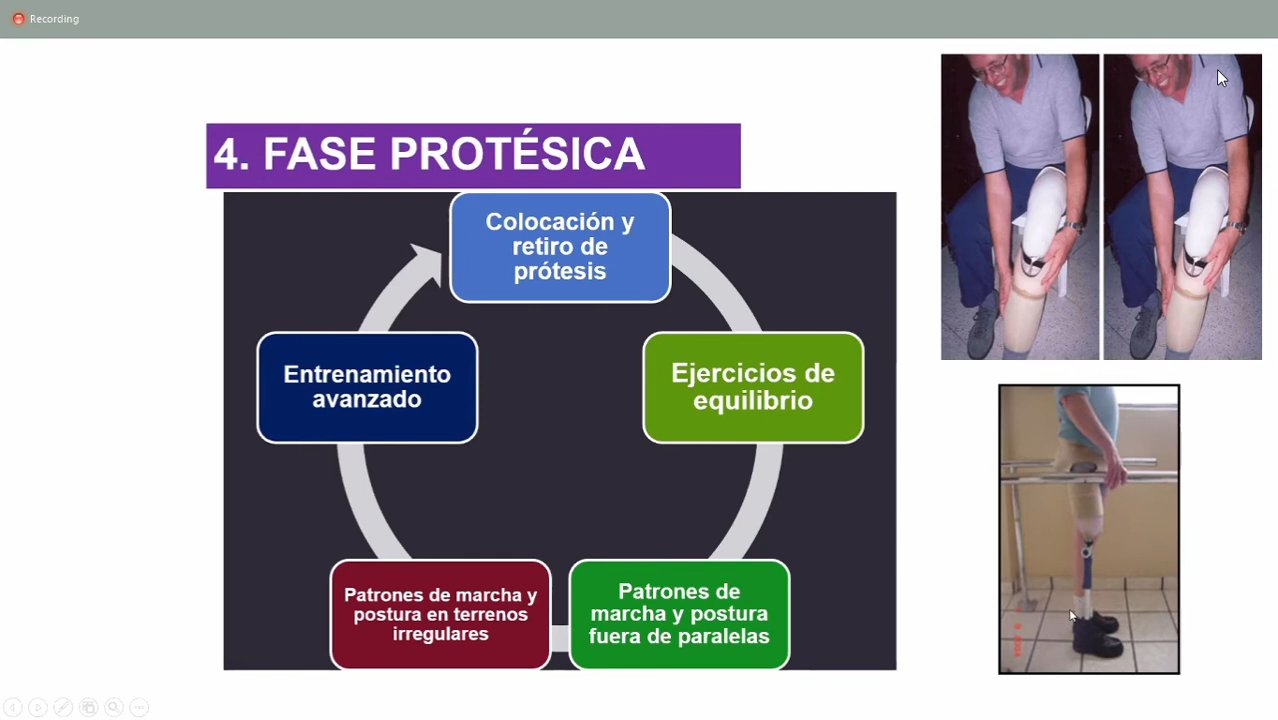 Recording
4. FASE PROTÉSICA
Colocación y
retiro de
prótesis
Ejercicios de
equilibrio
Patrones de
marcha y postura
fuera de paralelas
Patrones de marcha y
postura en terrenos
irregulares
Entrenamiento
avanzado